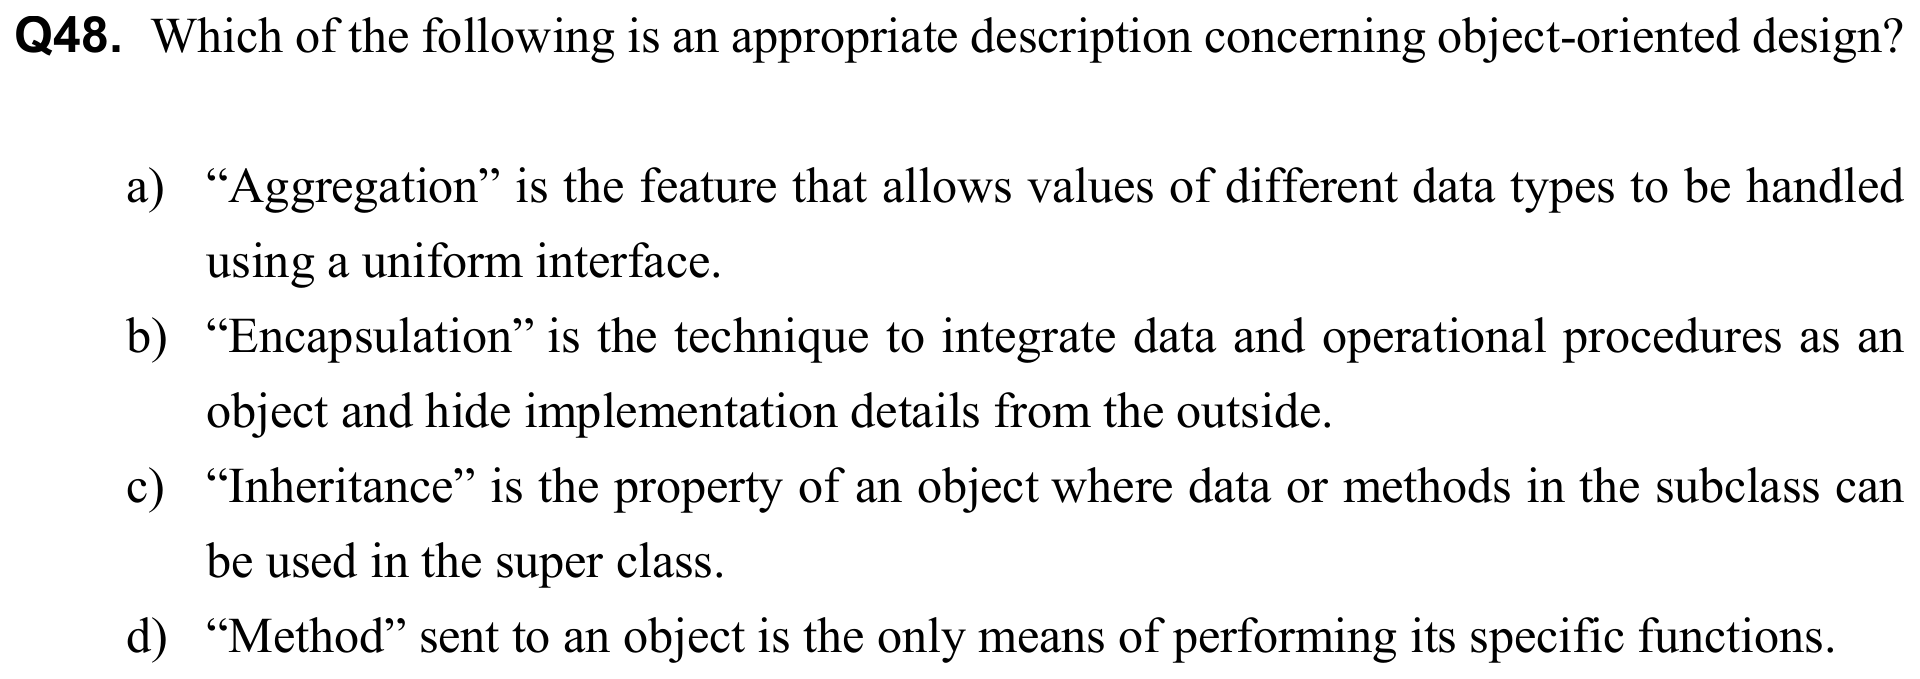 Q48. Which of the following is an appropriate description concerning object-oriented design?
a) “Aggregation” is the feature that allows values of different data types to be handled
using a uniform interface.
b) “Encapsulation” is the technique to integrate data and operational procedures as an
object and hide implementation details from the outside.
c) “Inheritance” is the property of an object where data or methods in the subclass can
be used in the super class.
d) “Method” sent to an object is the only means of performing its specific functions.